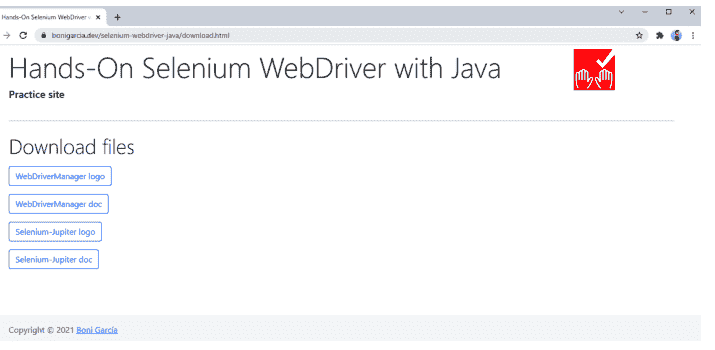 Hands-On Selenium WebDriver
bonigarcia.dev/selenium-webdriver-java/download.html
Hands-On Selenium WebDriver with Java
Practice site
Download files
WebDriverManager logo
WebDriverManager doc
Selenium-Jupiter logo
Selenium-Jupiter doc
Copyright © 2021 Boni García